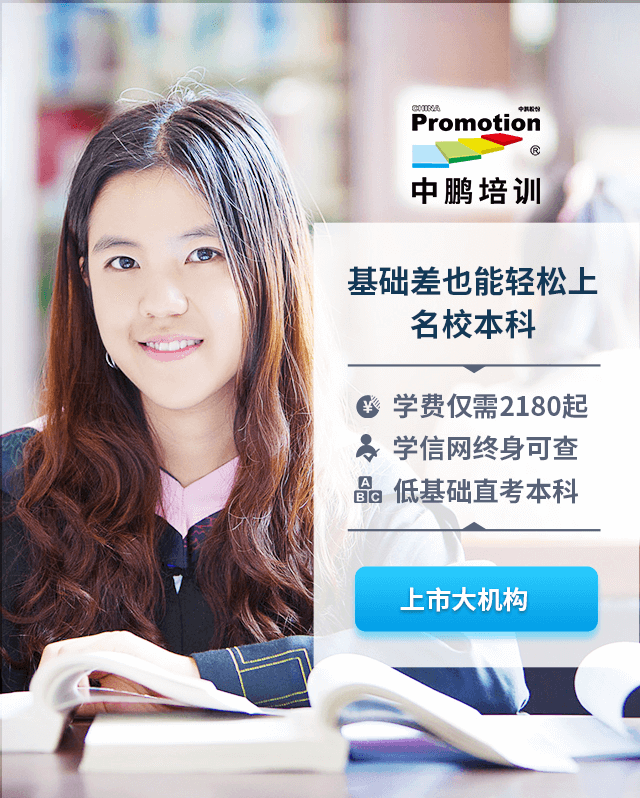 CHINA 中鹏股份
Promotion
®
中鹏培训
基础差也能轻松上
名校本科
¥ 学费仅需2180起
学信网终身可查
A
BC 低基础直考本科
上市大机构